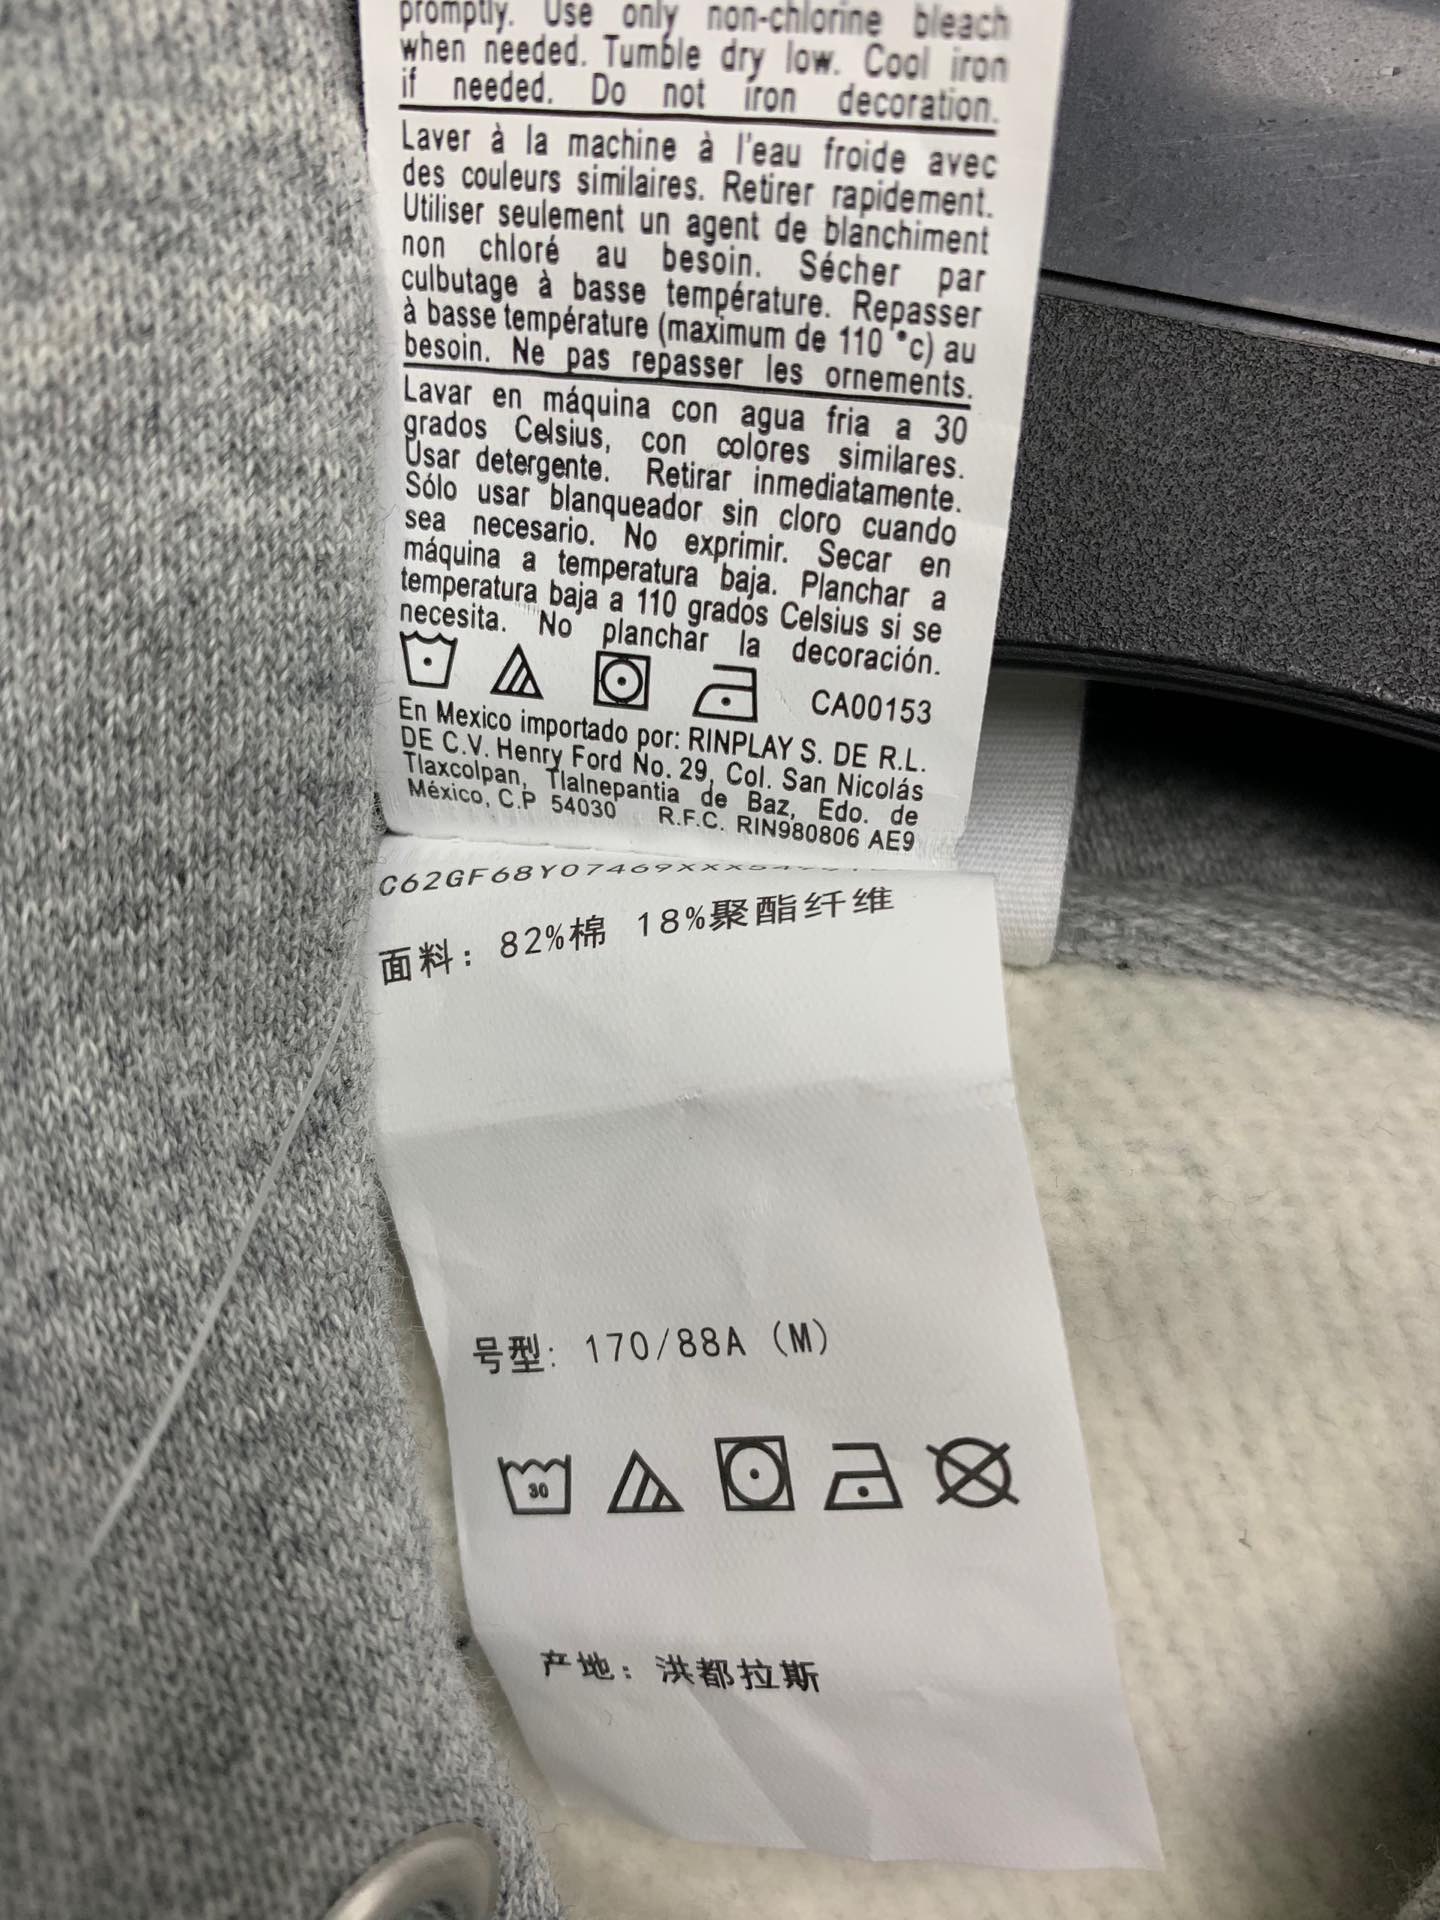 promptly. Use only non-chlorine bleach
when needed. Tumble dry low. Cool iron
if needed. Do not iron decoration.
Laver à la machine à l'eau froide avec
des couleurs similaires. Retirer rapidement.
Utiliser seulement un agent de blanchiment
non chloré au besoin. Sécher par
culbutage à basse température. Repasser
à basse température (maximum de 110 °c) au
besoin. Ne pas repasser les ornements.
Lavar en máquina con agua fria a 30
grados Celsius, con colores similares.
Usar detergente. Retirar inmediatamente.
Sólo usar blanqueador sin cloro cuando
sea necesario. No exprimir. Secar en
máquina a temperatura baja. Planchar a
temperatura baja a 110 grados Celsius si se
necesita. No planchar la decoración.
CA00153
En Mexico importado por: RINPLAY S. DE R.L.
DE C.V. Henry Ford No. 29, Col. San Nicolás
Tlaxcolpan, Tlalnepantia de Baz, Edo. de
México, C.P 54030 R.F.C. RIN980806 AE9
面料: 82%棉 18%聚酯纤维
号型: 170/88A (M)
30
产地: 洪都拉斯